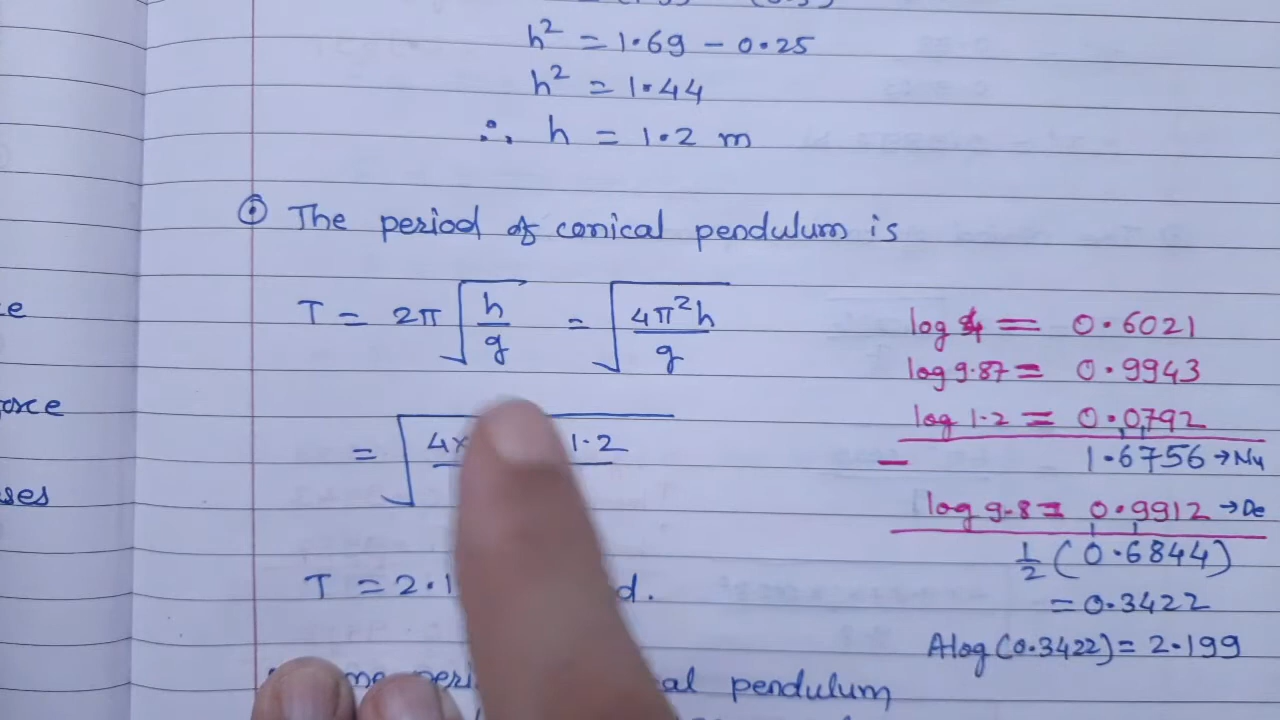 h² = 1.69 - 0.25
h² = 1.44
∴ h = 1.2 m
The period of conical pendulum is
T = 2π √(h/g) = √(4π²h/g)
= √(4× 1.2
T = 2.1 d.
al pendulum
ses
log 4 = 0.6021
log 9.87 = 0.9943
log 1.2 = 0.0792
- 1.6756 → Nu
log 9.8 = 0.9912 → De
1/2 (0.6844)
= 0.3422
Alog (0.3422) = 2.199